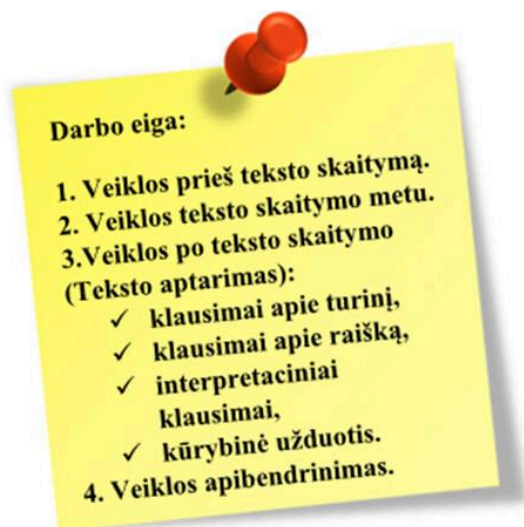 Darbo eiga:
1. Veiklos prieš teksto skaitymą.
2. Veiklos teksto skaitymo metu.
3.Veiklos po teksto skaitymo
(Teksto aptarimas):
✓ klausimai apie turinį,
✓ klausimai apie raišką,
✓ interpretaciniai
klausimai,
✓ kūrybinė užduotis.
4. Veiklos apibendrinimas.